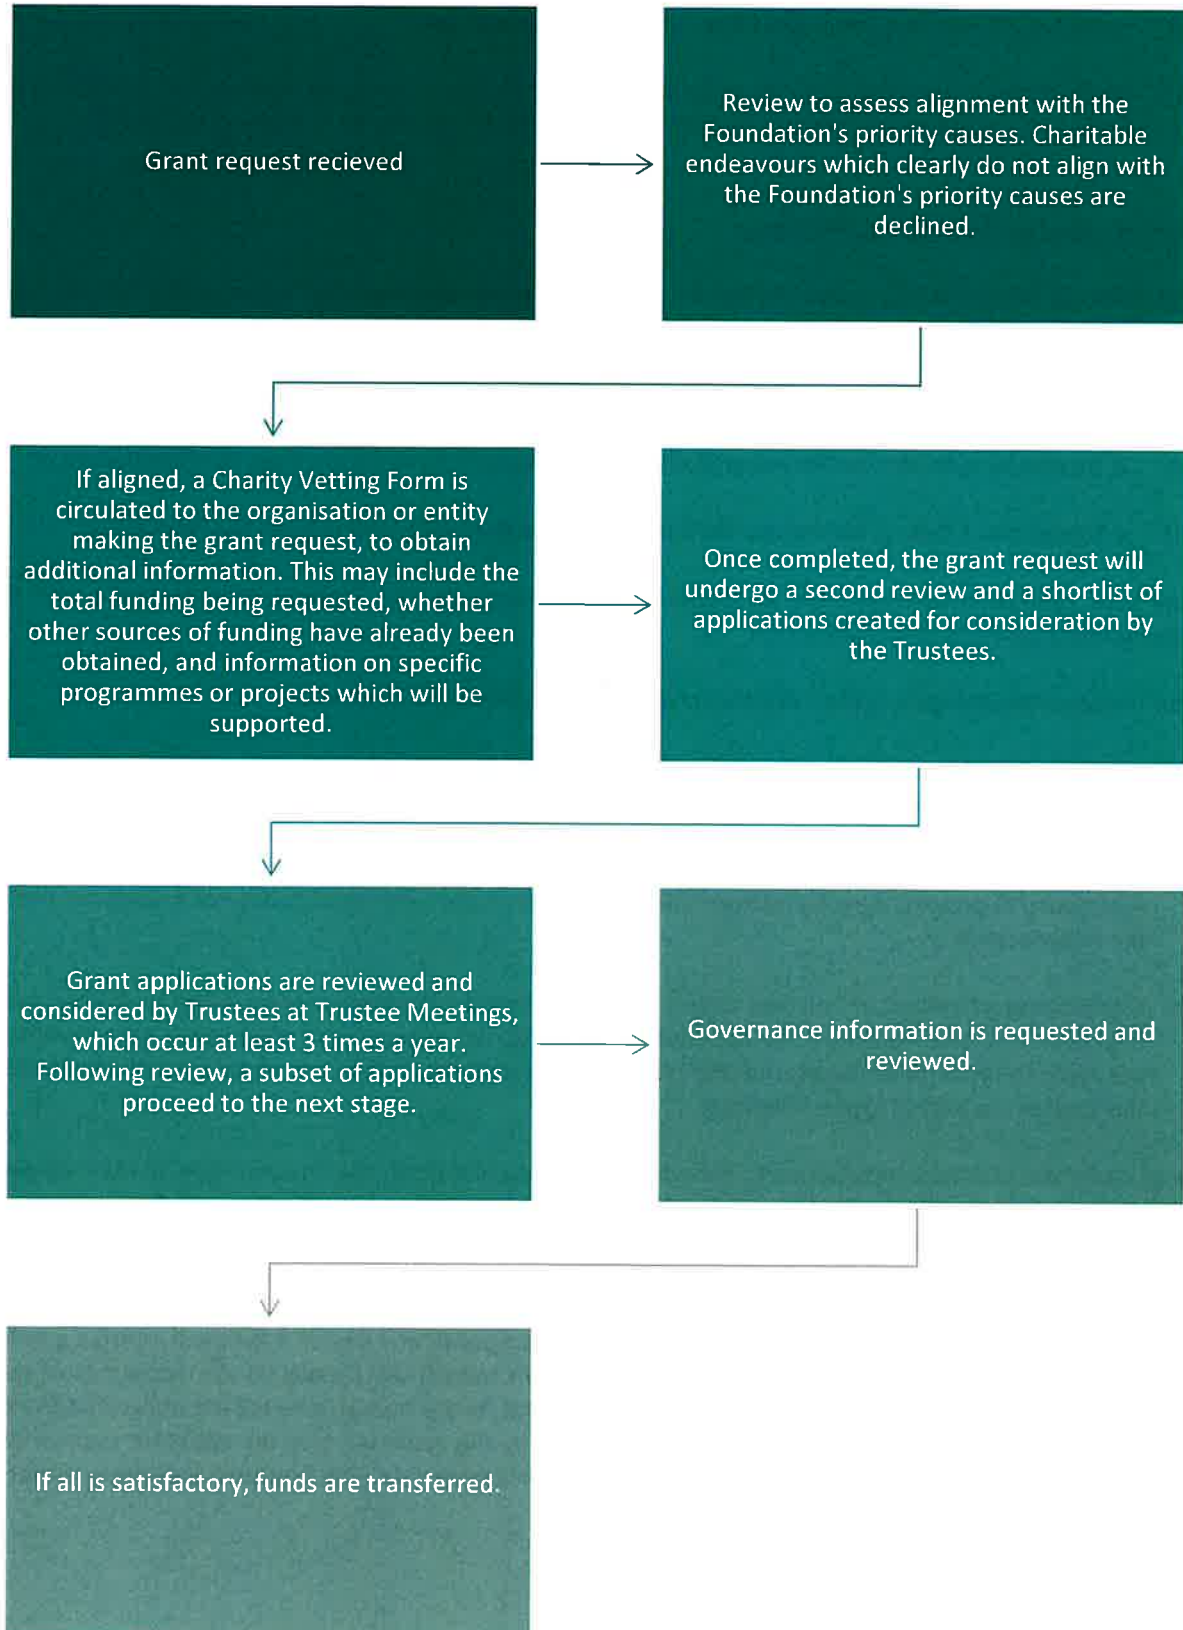 Grant request recieved
Review to assess alignment with the
Foundation's priority causes. Charitable
endeavours which clearly do not align with
the Foundation's priority causes are
declined.
If aligned, a Charity Vetting Form is
circulated to the organisation or entity
making the grant request, to obtain
additional information. This may include the
total funding being requested, whether
other sources of funding have already been
obtained, and information on specific
programmes or projects which will be
supported.
Once completed, the grant request will
undergo a second review and a shortlist of
applications created for consideration by
the Trustees.
Grant applications are reviewed and
considered by Trustees at Trustee Meetings,
which occur at least 3 times a year.
Following review, a subset of applications
proceed to the next stage.
Governance information is requested and
reviewed.
If all is satisfactory, funds are transferred.